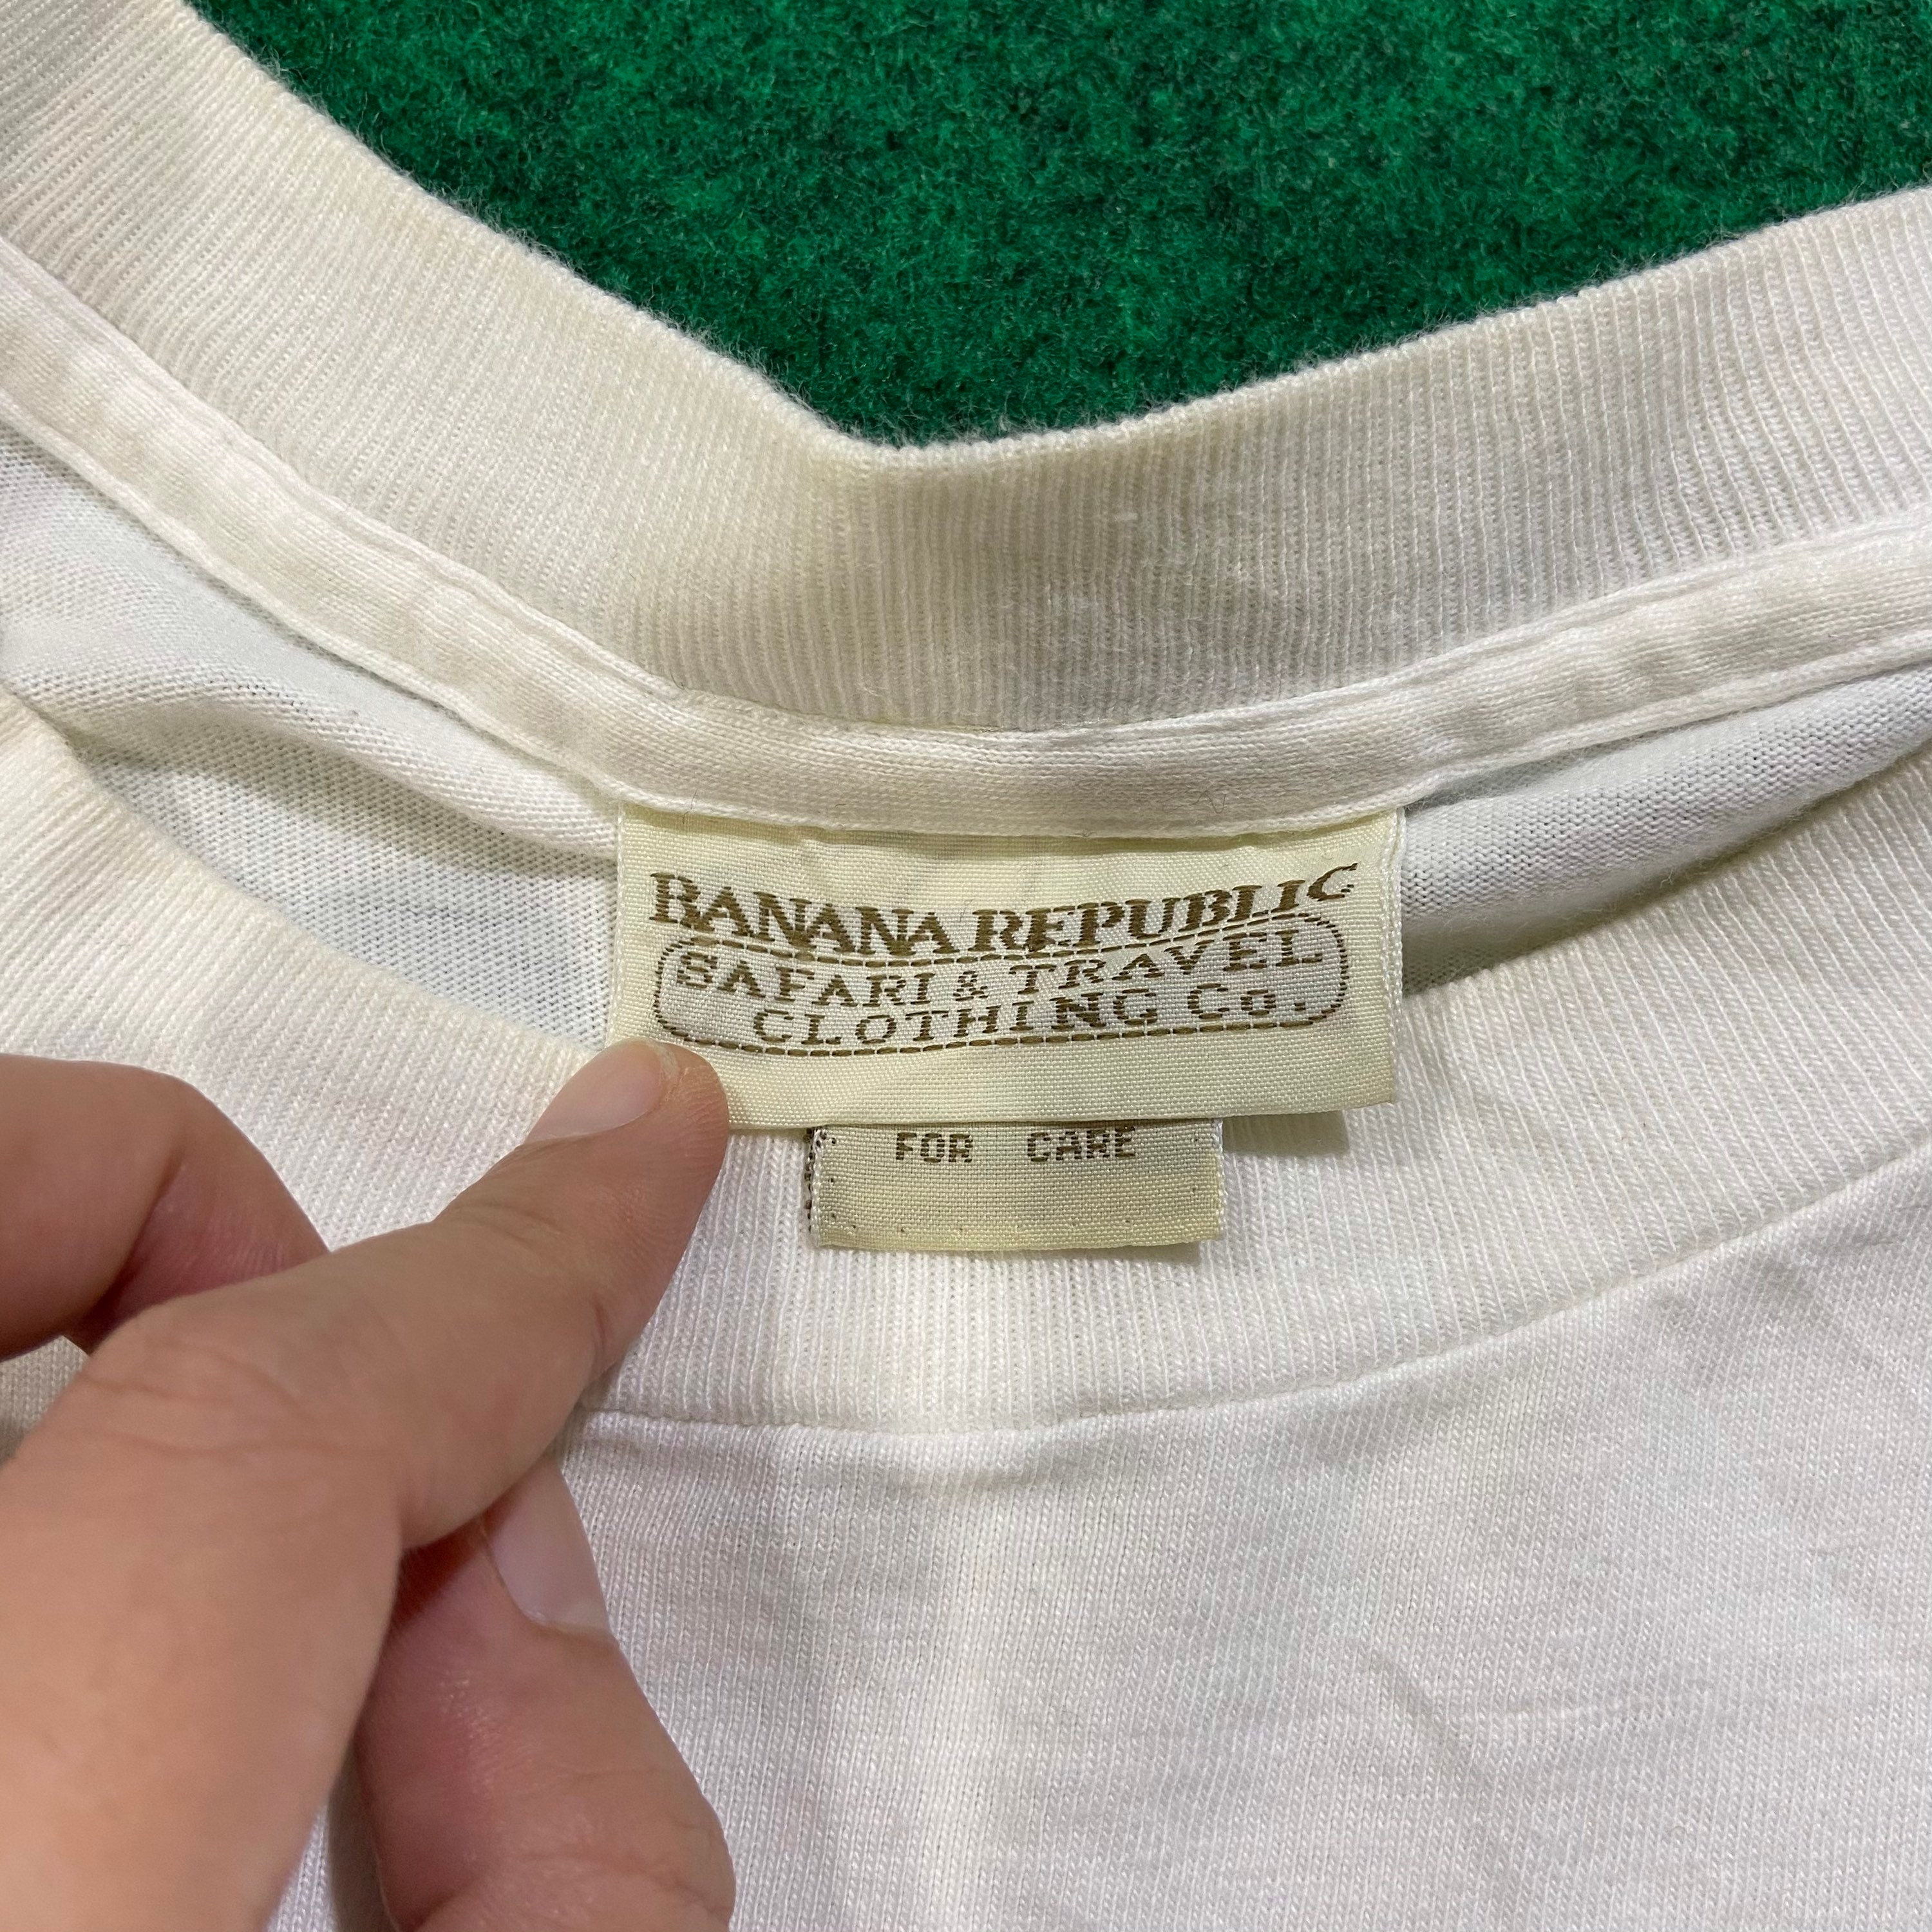 BANANA REPUBLIC
SAFARI & TRAVEL
CLOTHING Co.
FOR CARE